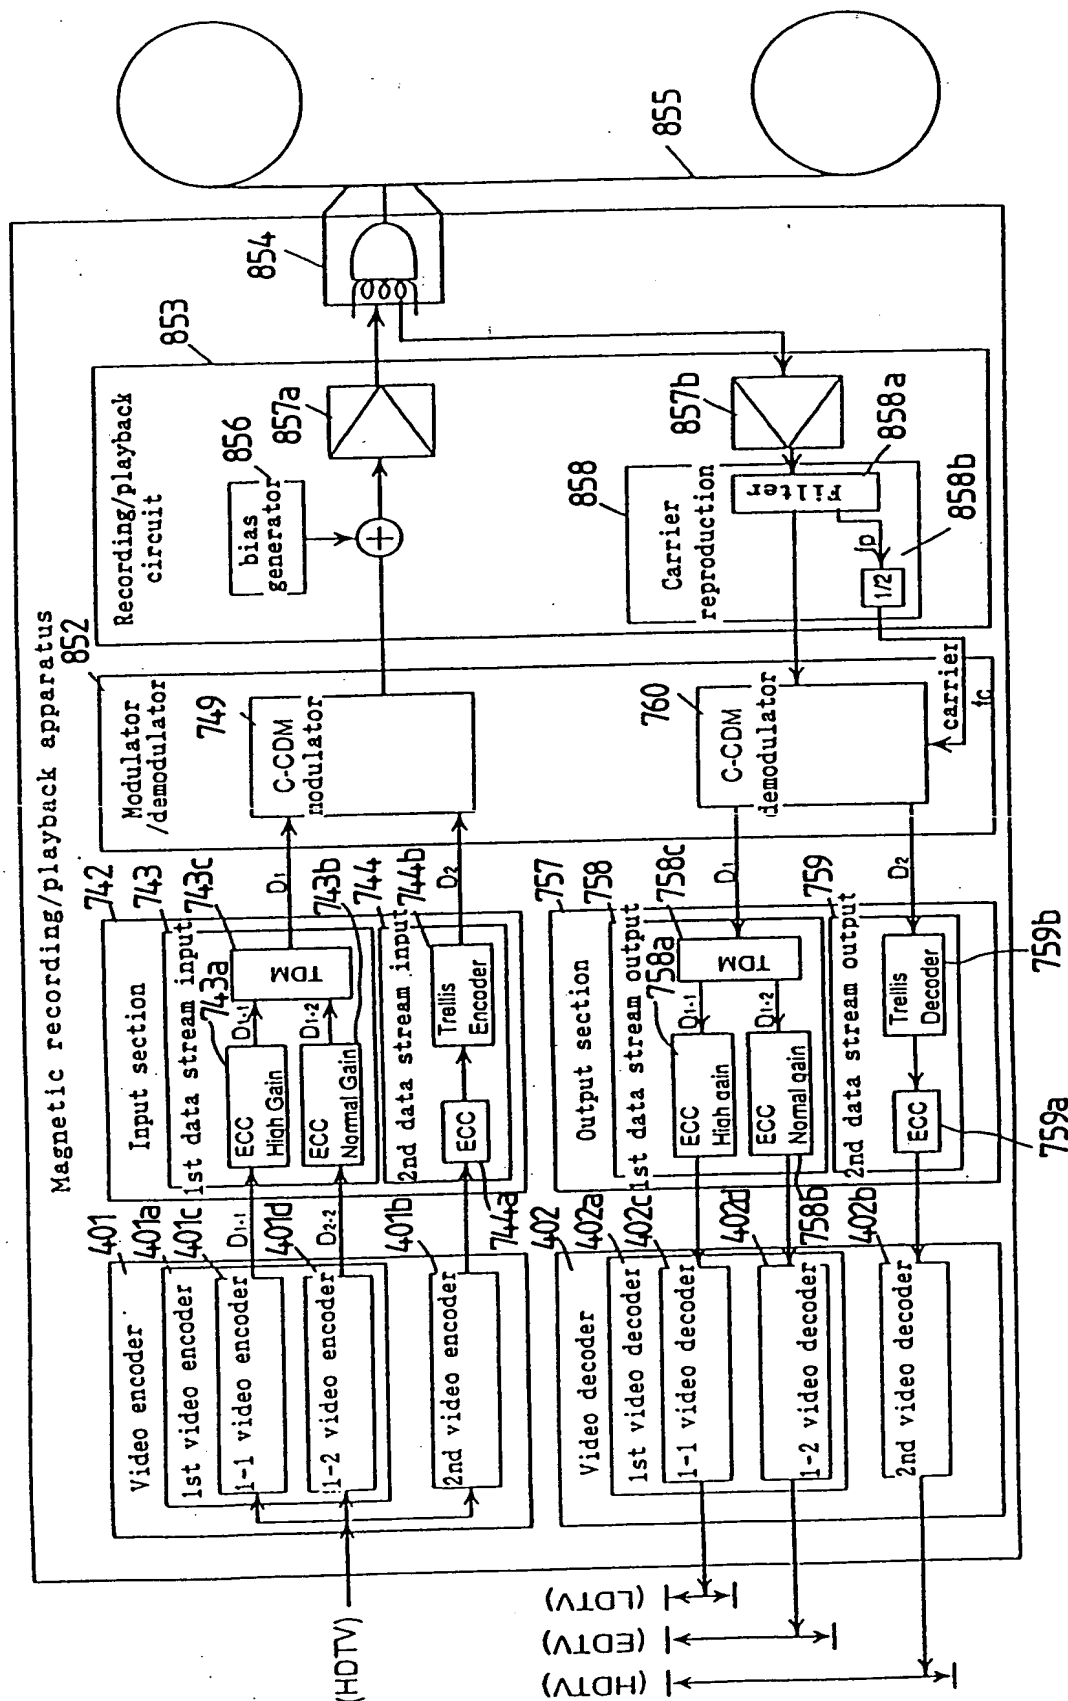 Magnetic recording/playback apparatus
401
Video encoder
401a
1st video encoder
401c
1-1 video encoder
401d
1-2 video encoder
401b
2nd video encoder
(HDTV)
D1-1
D2-2
742
Input section
743
1st data stream input
743a
ECC
High Gain
743b
ECC
Normal Gain
743c
TDM
D1-1
D1-2
744
2nd data stream input
744a
ECC
744b
Trellis
Encoder
D1
D2
852
Modulator
/demodulator
749
C-CDM
modulator
853
Recording/playback
circuit
856
bias
generator
857a
854
855
402
Video decoder
402a
1st video decoder
402c
1-1 video decoder
402d
1-2 video decoder
402b
2nd video decoder
(LDTV)
(EDTV)
(HDTV)
757
Output section
758
1st data stream output
758a
ECC
High gain
758b
ECC
Normal gain
758c
TDM
D1-1
D1-2
759
2nd data stream output
759a
ECC
759b
Trellis
Decoder
D1
D2
760
C-CDM
demodulator
carrier
fc
858
Carrier
reproduction
857b
858a
Filter
858b
1/2